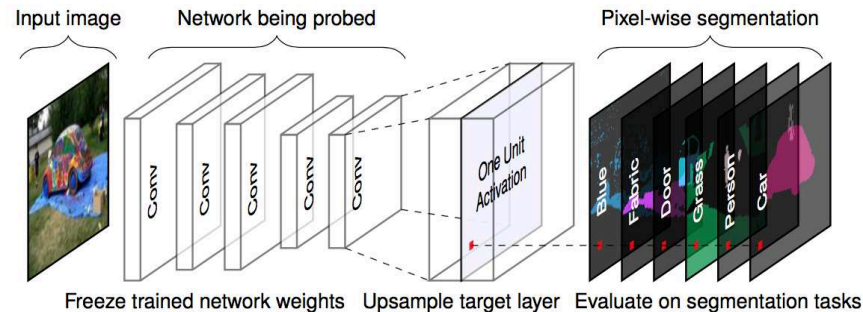 Input image
Network being probed
Pixel-wise segmentation
Conv
Conv
Conv
Conv
Conv
One Unit
Activation
Blue
Fabric
Door
Grass
Person
Car
Freeze trained network weights
Upsample target layer
Evaluate on segmentation tasks